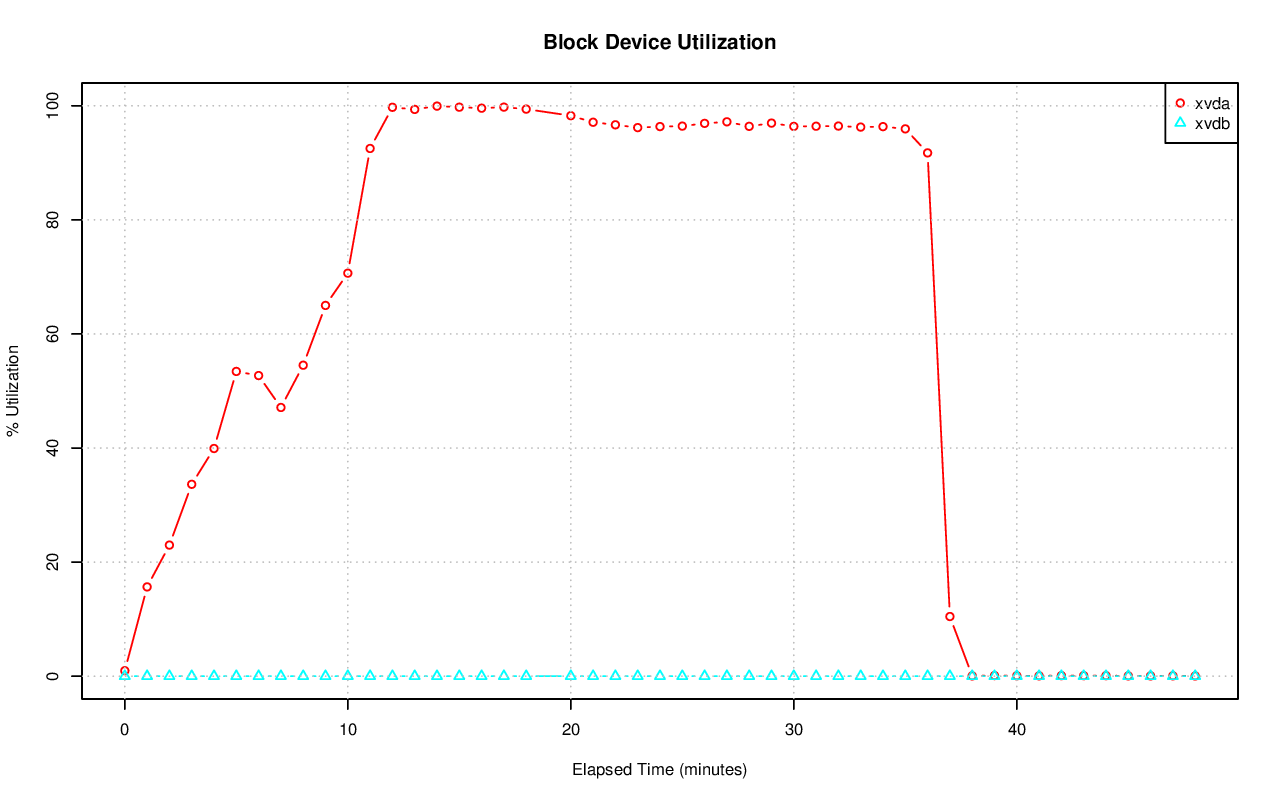 Block Device Utilization
xvda
xvdb
% Utilization
100
80
60
40
20
0
0 10 20 30 40
Elapsed Time (minutes)